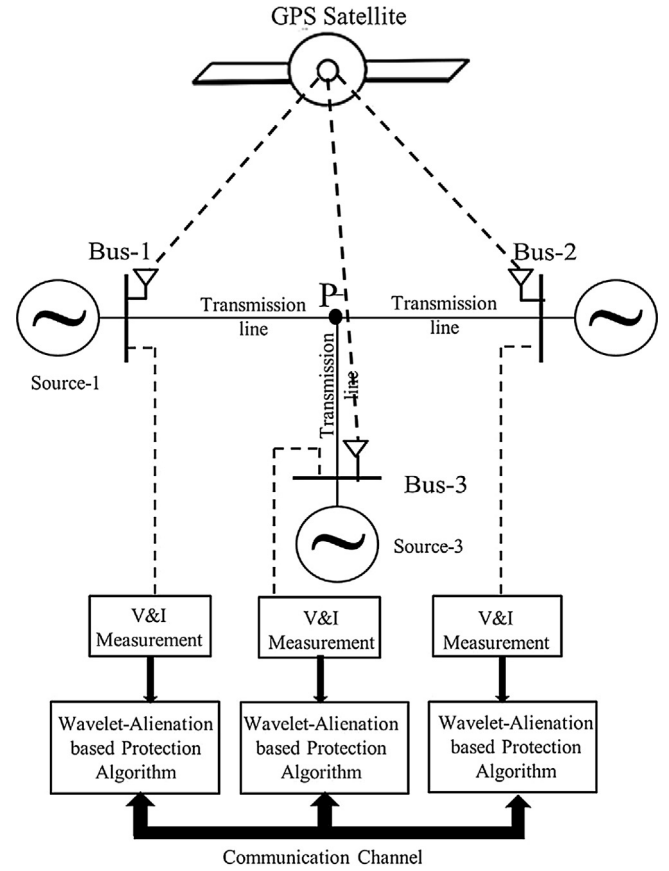 GPS Satellite
Bus-1
Bus-2
P
Transmission
line
Transmission
line
Source-1
Transmission
line
Bus-3
Source-3
V&I
Measurement
V&I
Measurement
V&I
Measurement
Wavelet-Alienation
based Protection
Algorithm
Wavelet-Alienation
based Protection
Algorithm
Wavelet-Alienation
based Protection
Algorithm
Communication Channel